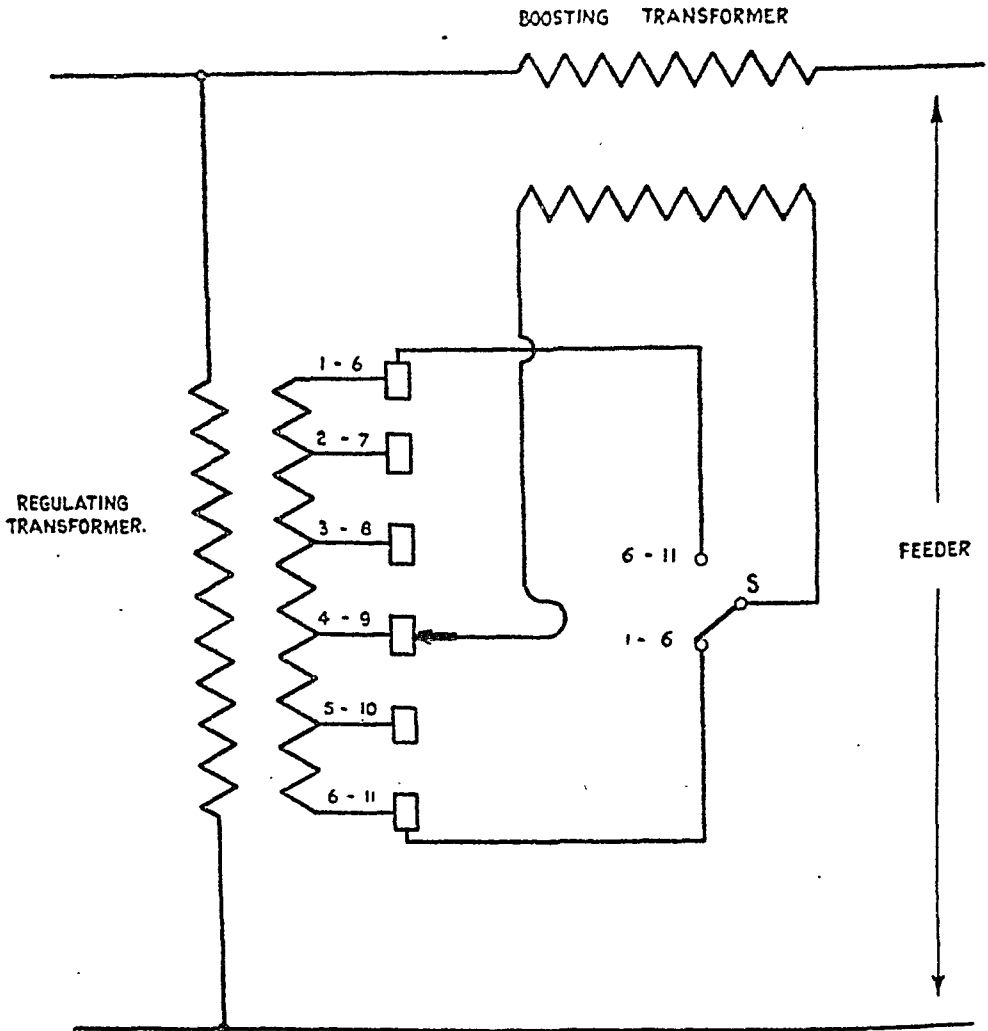 BOOSTING TRANSFORMER
1 - 6
2 - 7
3 - 8
REGULATING
TRANSFORMER.
6 - 11
FEEDER
S
4 - 9
1 - 6
5 - 10
6 - 11